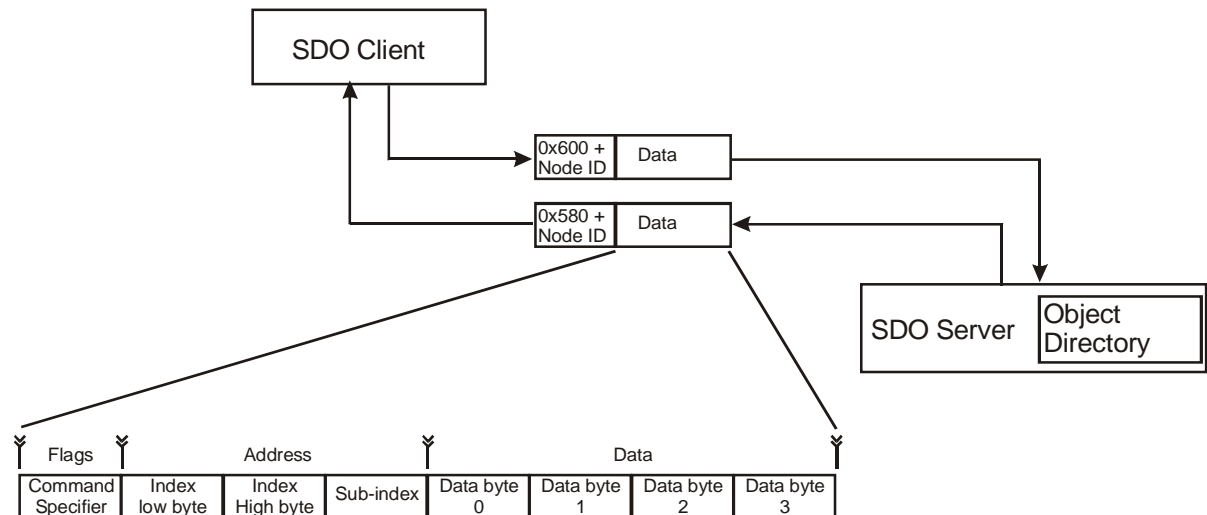 SDO Client
0x600 +
Node ID
Data
0x580 +
Node ID
Data
SDO Server
Object
Directory
Flags
Address
Data
Command
Specifier
Index
low byte
Index
High byte
Sub-index
Data byte
0
Data byte
1
Data byte
2
Data byte
3